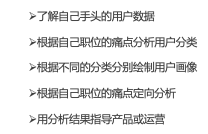 ➢了解自己手头的用户数据
➢根据自己职位的痛点分析用户分类
➢根据不同的分类分别绘制用户画像
➢根据自己职位的痛点定向分析
➢用分析结果指导产品或运营